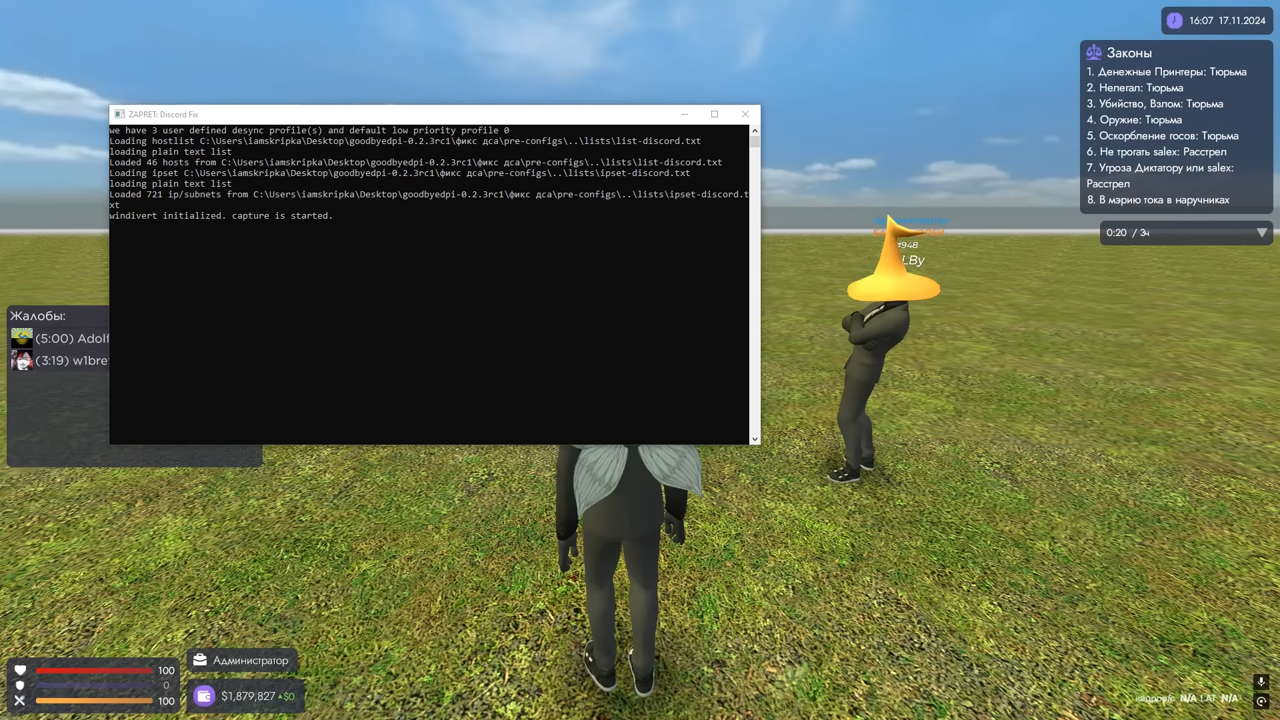 16:07 17.11.2024
Законы
1. Денежные Принтеры: Тюрьма
2. Нелегал: Тюрьма
3. Убийство, Взлом: Тюрьма
4. Оружие: Тюрьма
5. Оскорбление госов: Тюрьма
6. Не трогать salex: Расстрел
7. Угроза Диктатору или salex:
Расстрел
8. В мэрию тока в наручниках
0:20 / 3ч
ZAPRET: Discord Fix
we have 3 user defined desync profile(s) and default low priority profile 0
Loading hostlist C:\Users\iamskripka\Desktop\goodbyedpi-0.2.3rc1\фикс дса\pre-configs\..\lists\list-discord.txt
loading plain text list
Loaded 46 hosts from C:\Users\iamskripka\Desktop\goodbyedpi-0.2.3rc1\фикс дса\pre-configs\..\lists\list-discord.txt
Loading ipset C:\Users\iamskripka\Desktop\goodbyedpi-0.2.3rc1\фикс дса\pre-configs\..\lists\ipset-discord.txt
loading plain text list
Loaded 721 ip/subnets from C:\Users\iamskripka\Desktop\goodbyedpi-0.2.3rc1\фикс дса\pre-configs\..\lists\ipset-discord.t
xt
windivert initialized. capture is started.
#948
LBy
Жалобы:
(5:00) Adolf
(3:19) w1bre
100
0
100
Администратор
$1,879,827 $0
N/A LAT N/A